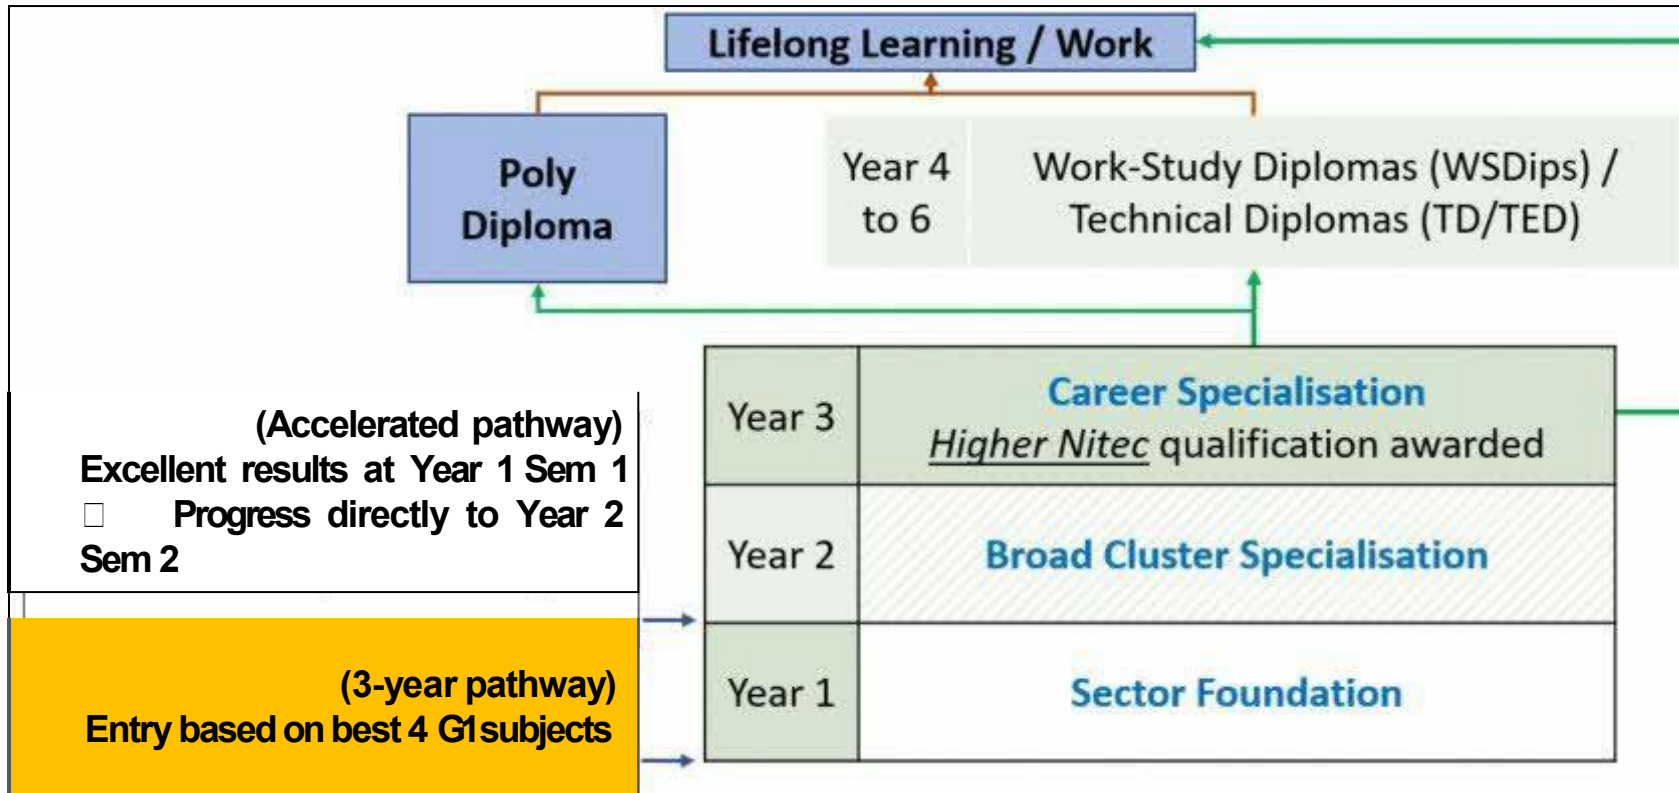 Lifelong Learning / Work
Poly
Diploma
Year 4
to 6
Work-Study Diplomas (WSDips) /
Technical Diplomas (TD/TED)
(Accelerated pathway)
Excellent results at Year 1 Sem 1
□ Progress directly to Year 2
Sem 2
Year 3
Career Specialisation
Higher Nitec qualification awarded
Year 2
Broad Cluster Specialisation
(3-year pathway)
Entry based on best 4 G1 subjects
Year 1
Sector Foundation